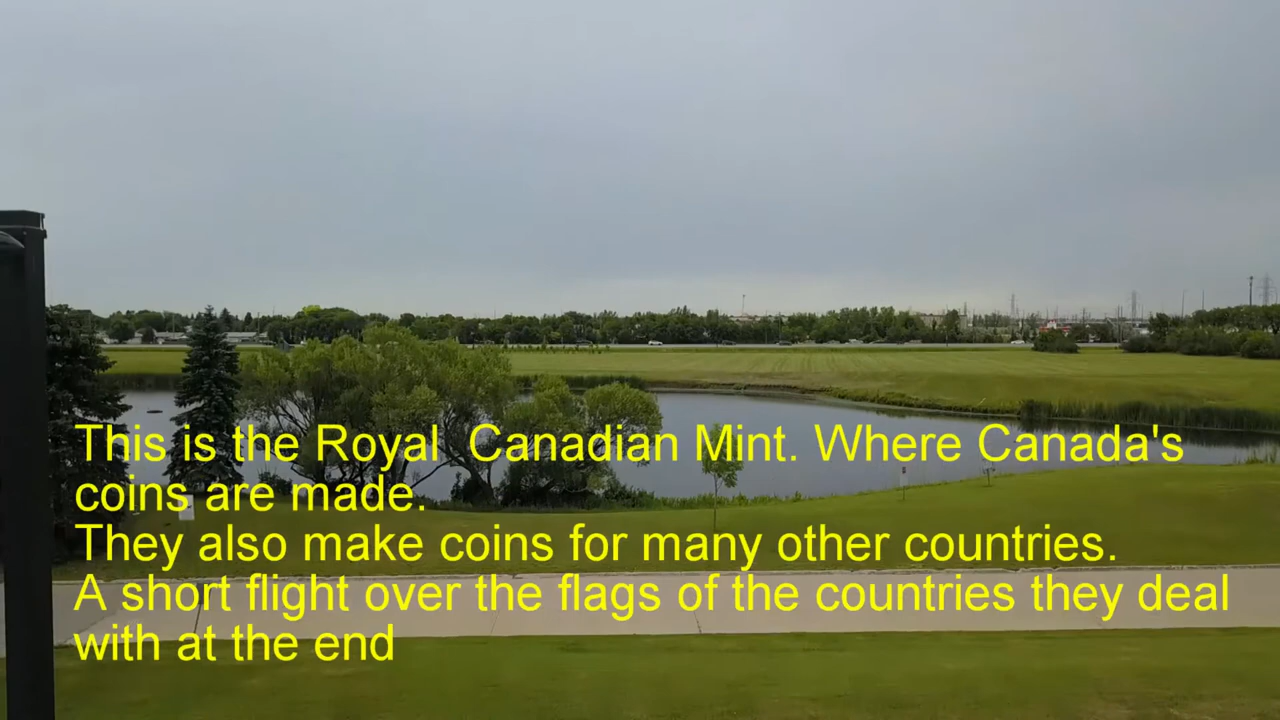 This is the Royal  Canadian Mint. Where Canada's
coins are made.
They also make coins for many other countries.
A short flight over the flags of the countries they deal
with at the end